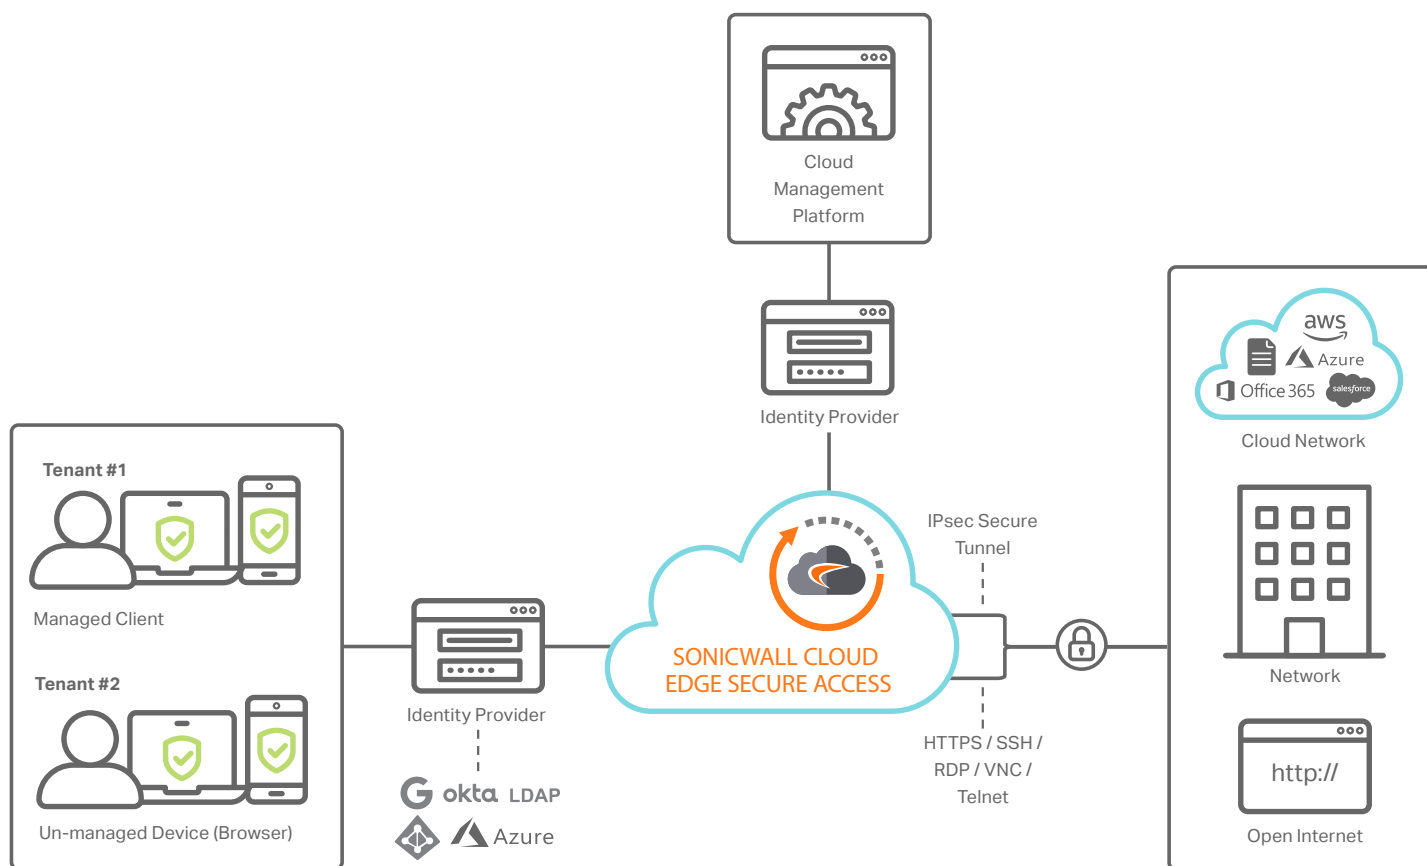 Cloud
Management
Platform
Identity Provider
aws
Azure
Office 365
salesforce
Cloud Network
Tenant #1
Managed Client
Tenant #2
Un-managed Device (Browser)
Identity Provider
G okta LDAP
Azure
SONICWALL CLOUD
EDGE SECURE ACCESS
IPsec Secure
Tunnel
HTTPS / SSH /
RDP / VNC /
Telnet
Network
http://
Open Internet